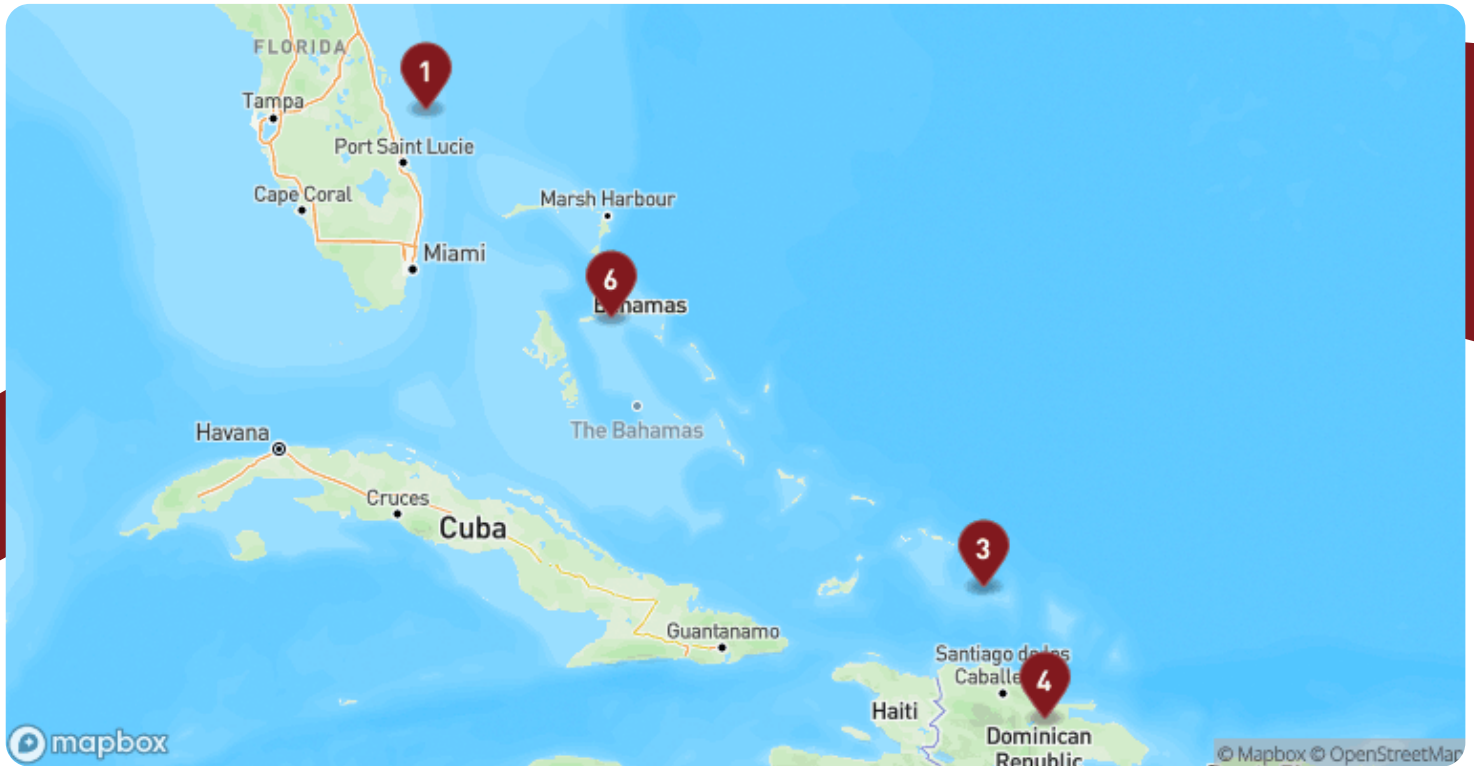 FLORIDA
1
Tampa
Port Saint Lucie
Cape Coral
Marsh Harbour
Miami
6
Bahamas
The Bahamas
Havana
Cruces
Cuba
3
Guantanamo
Santiago de los
Caballe
4
Haiti
Dominican
Republic
mapbox
© Mapbox © OpenStreetMap